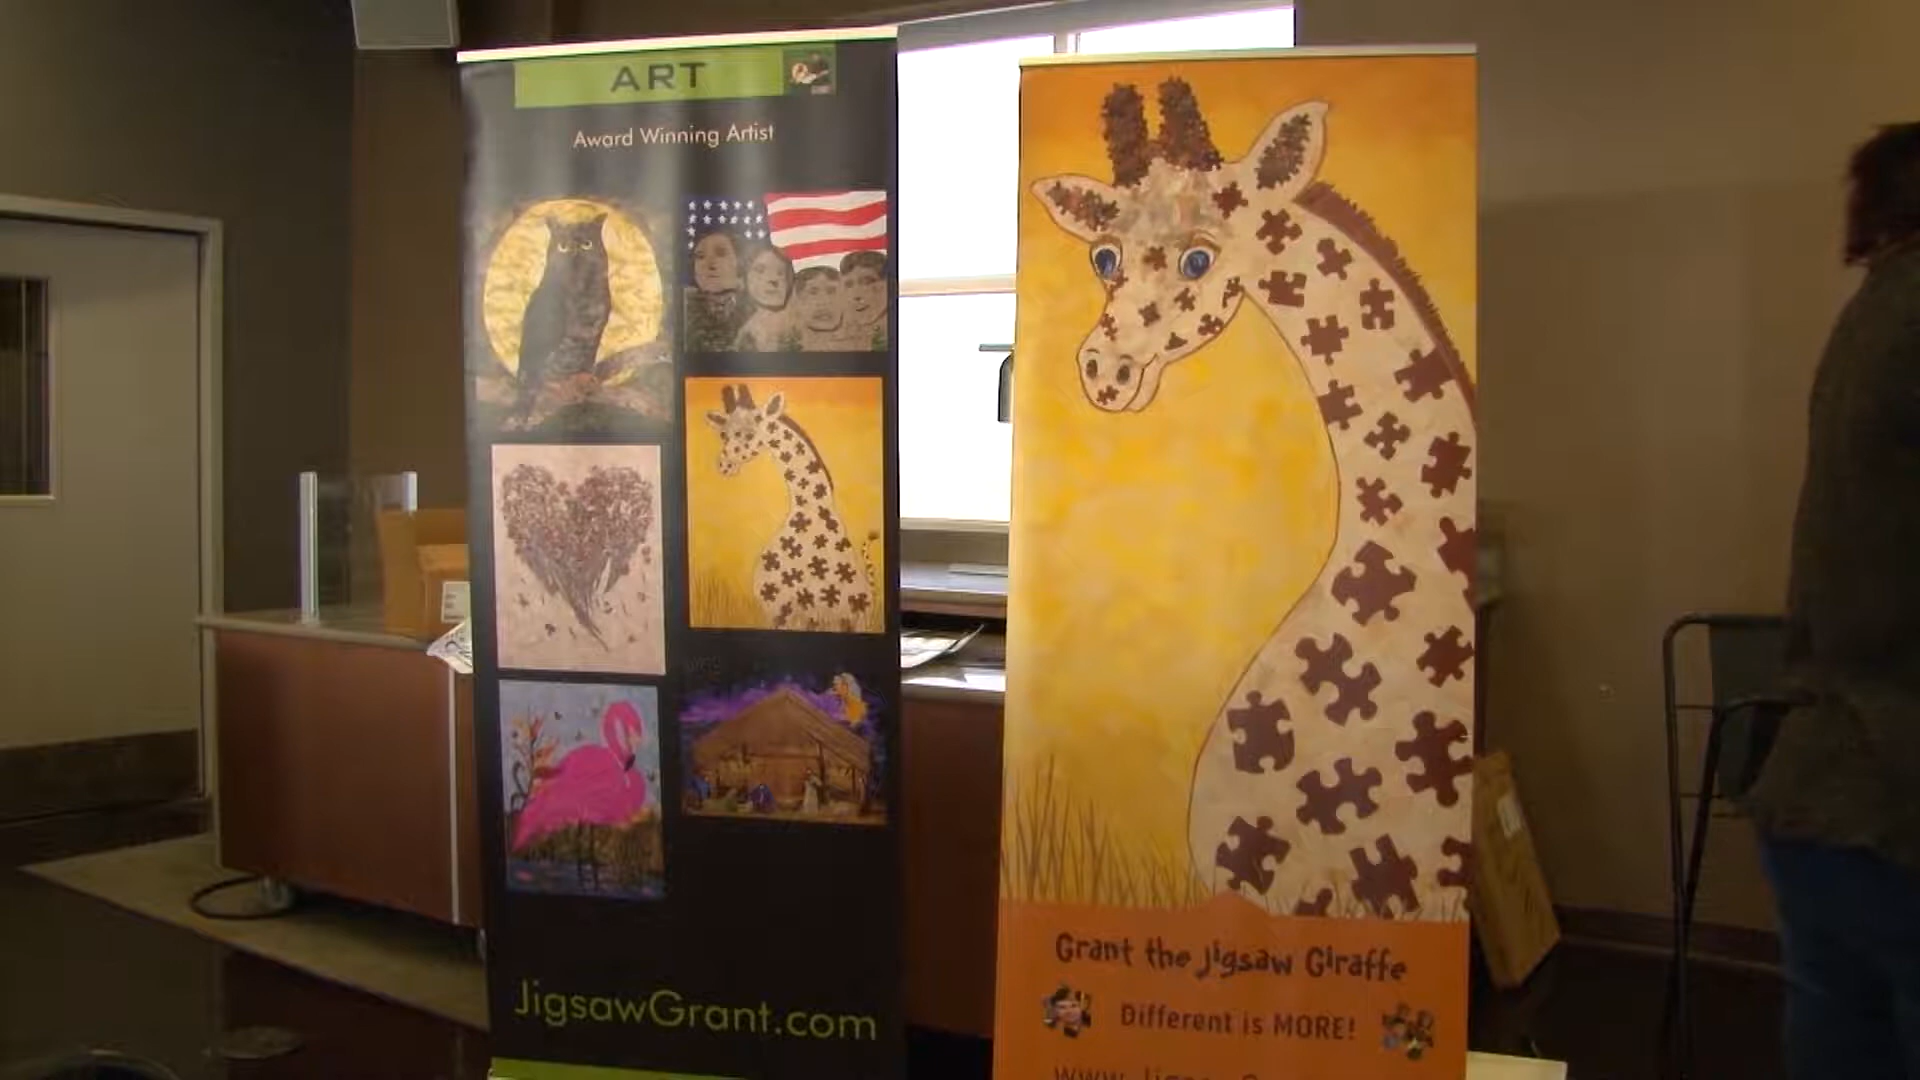 ART
Award Winning Artist
JigsawGrant.com
Grant the Jigsaw Giraffe
Different is MORE!